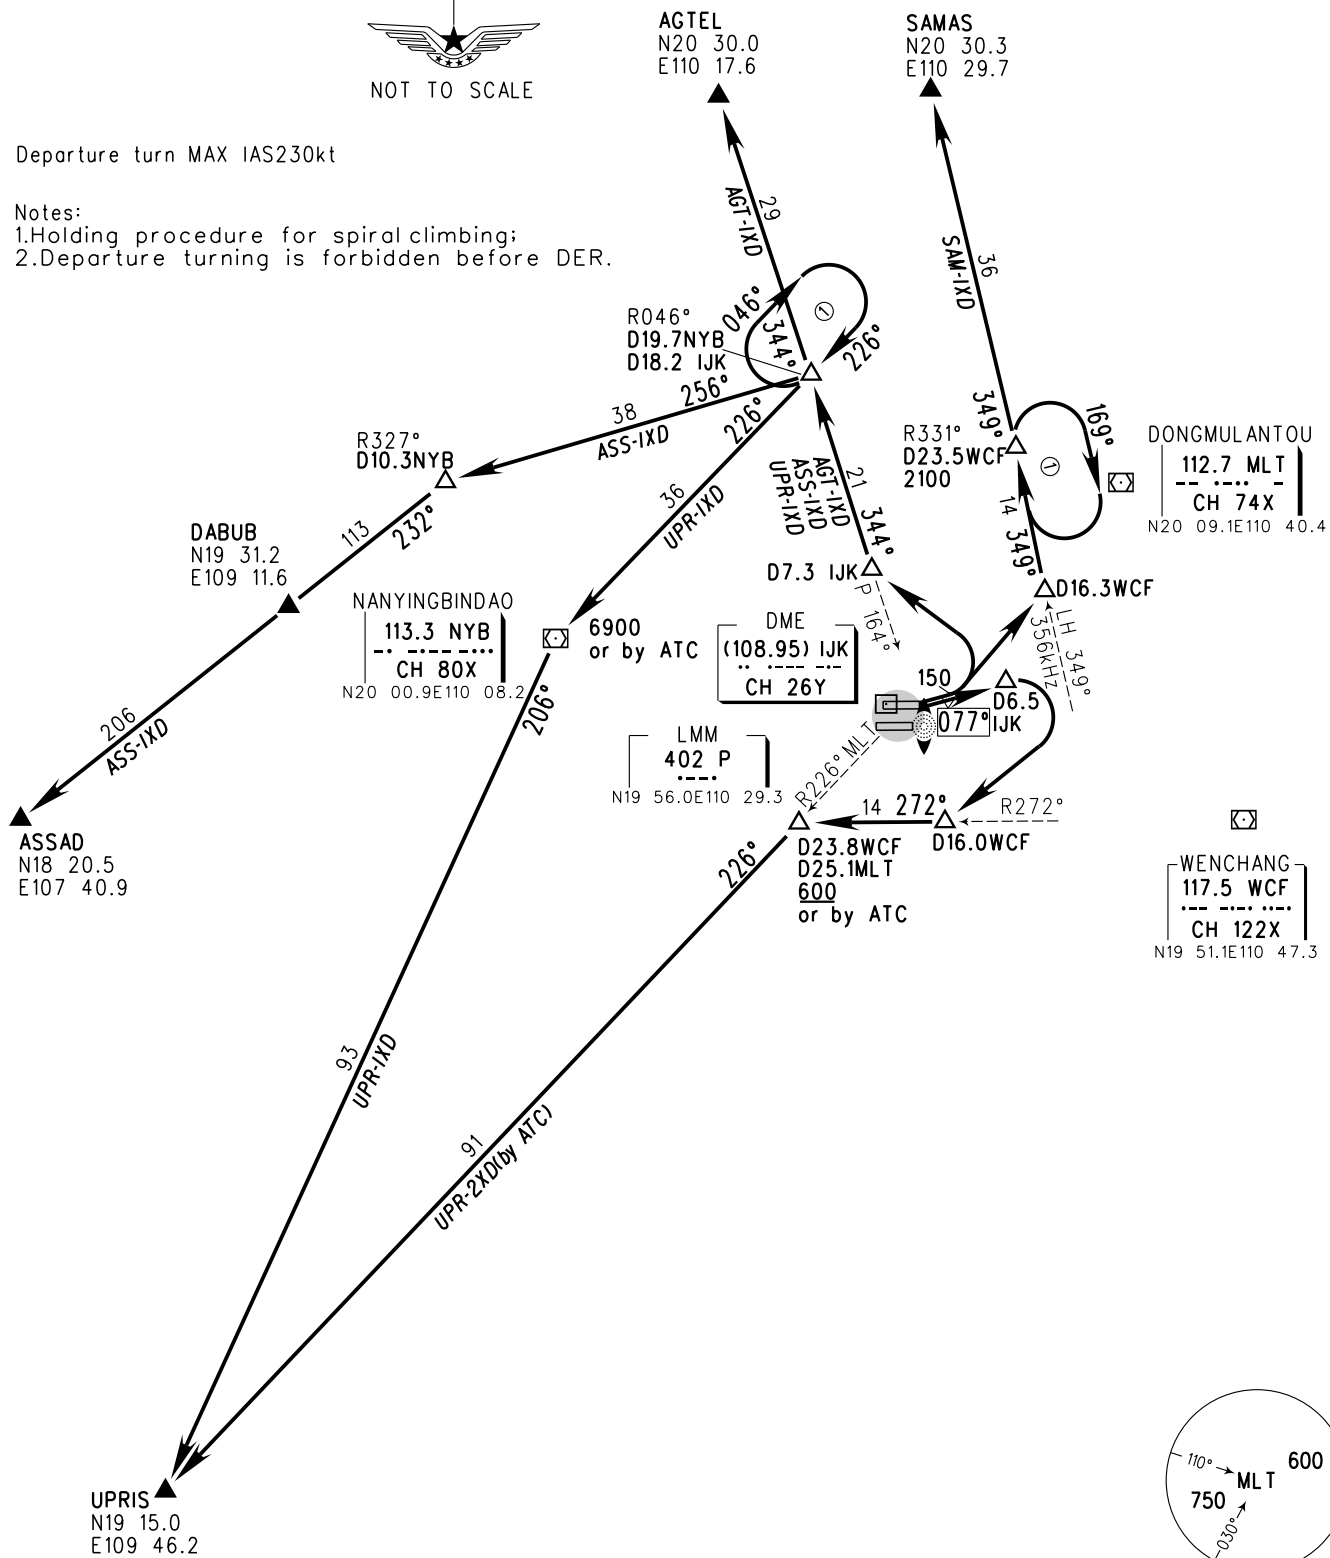 NOT TO SCALE
Departure turn MAX IAS230kt
Notes:
1.Holding procedure for spiral climbing;
2.Departure turning is forbidden before DER.
AGTEL
N20 30.0
E110 17.6
SAMAS
N20 30.3
E110 29.7
29
AGT-1XD
36
SAM-1XD
R046°
D19.7NYB
D18.2 IJK
046°
344°
1
226°
256°
226°
38
ASS-1XD
R327°
D10.3NYB
36
UPR-1XD
21
AGT-1XD
ASS-1XD
UPR-1XD
344°
349°
169°
R331°
D23.5WCF
2100
1
14
349°
DONGMULANTOU
112.7 MLT
-- ·-·· -
CH 74X
N20 09.1E110 40.4
DABUB
N19 31.2
E109 11.6
113
232°
D7.3 IJK
P 164°
D16.3WCF
LH 349°
356kHz
NANYINGBINDAO
113.3 NYB
-· -·-- -···
CH 80X
N20 00.9E110 08.2
6900
or by ATC
DME
(108.95) IJK
·· ·--- -·-
CH 26Y
150
D6.5
IJK
077°
206
ASS-1XD
206°
LMM
402 P
·--·
N19 56.0E110 29.3
R226° MLT
14 272°
R272°
D16.0WCF
D23.8WCF
D25.1MLT
600
or by ATC
226°
ASSAD
N18 20.5
E107 40.9
WENCHANG
117.5 WCF
·-- -·-· ··-·
CH 122X
N19 51.1E110 47.3
93
UPR-1XD
91
UPR-2XD(by ATC)
UPRIS
N19 15.0
E109 46.2
110°
MLT
600
750
030°